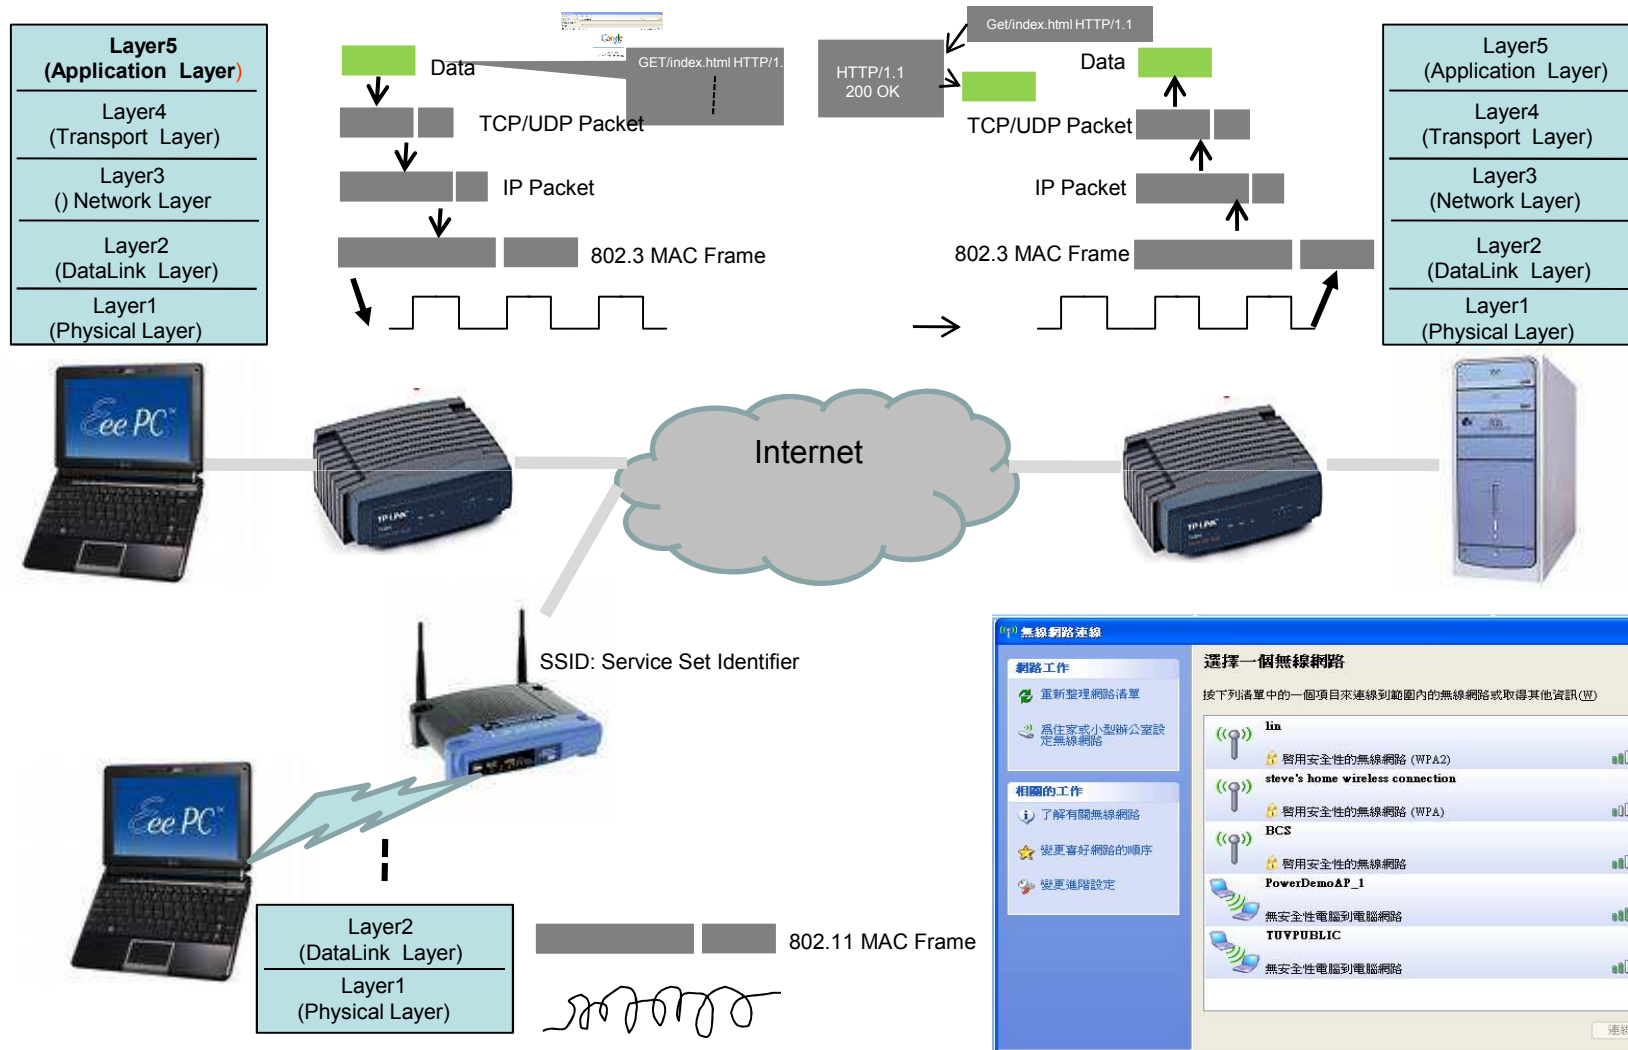 Layer5
(Application Layer)
Layer4
(Transport Layer)
Layer3
() Network Layer
Layer2
(DataLink Layer)
Layer1
(Physical Layer)
Google
Data
GET/index.html HTTP/1.
TCP/UDP Packet
IP Packet
802.3 MAC Frame
Get/index.html HTTP/1.1
HTTP/1.1
200 OK
Data
TCP/UDP Packet
IP Packet
802.3 MAC Frame
Layer5
(Application Layer)
Layer4
(Transport Layer)
Layer3
(Network Layer)
Layer2
(DataLink Layer)
Layer1
(Physical Layer)
Eee PC
TP-LINK
Internet
TP-LINK
SSID: Service Set Identifier
Eee PC
Layer2
(DataLink Layer)
Layer1
(Physical Layer)
802.11 MAC Frame
無線網路連線
網路工作
重新整理網路清單
為住家或小型辦公室設
定無線網路
相關的工作
了解有關無線網路
變更喜好網路的順序
變更進階設定
選擇一個無線網路
按下列清單中的一個項目來連線到範圍內的無線網路或取得其他資訊(W)
lin
啟用安全性的無線網路 (WPA2)
steve's home wireless connection
啟用安全性的無線網路 (WPA)
BCS
啟用安全性的無線網路
PowerDemoAP_1
無安全性電腦到電腦網路
TUVPUBLIC
無安全性電腦到電腦網路
連線